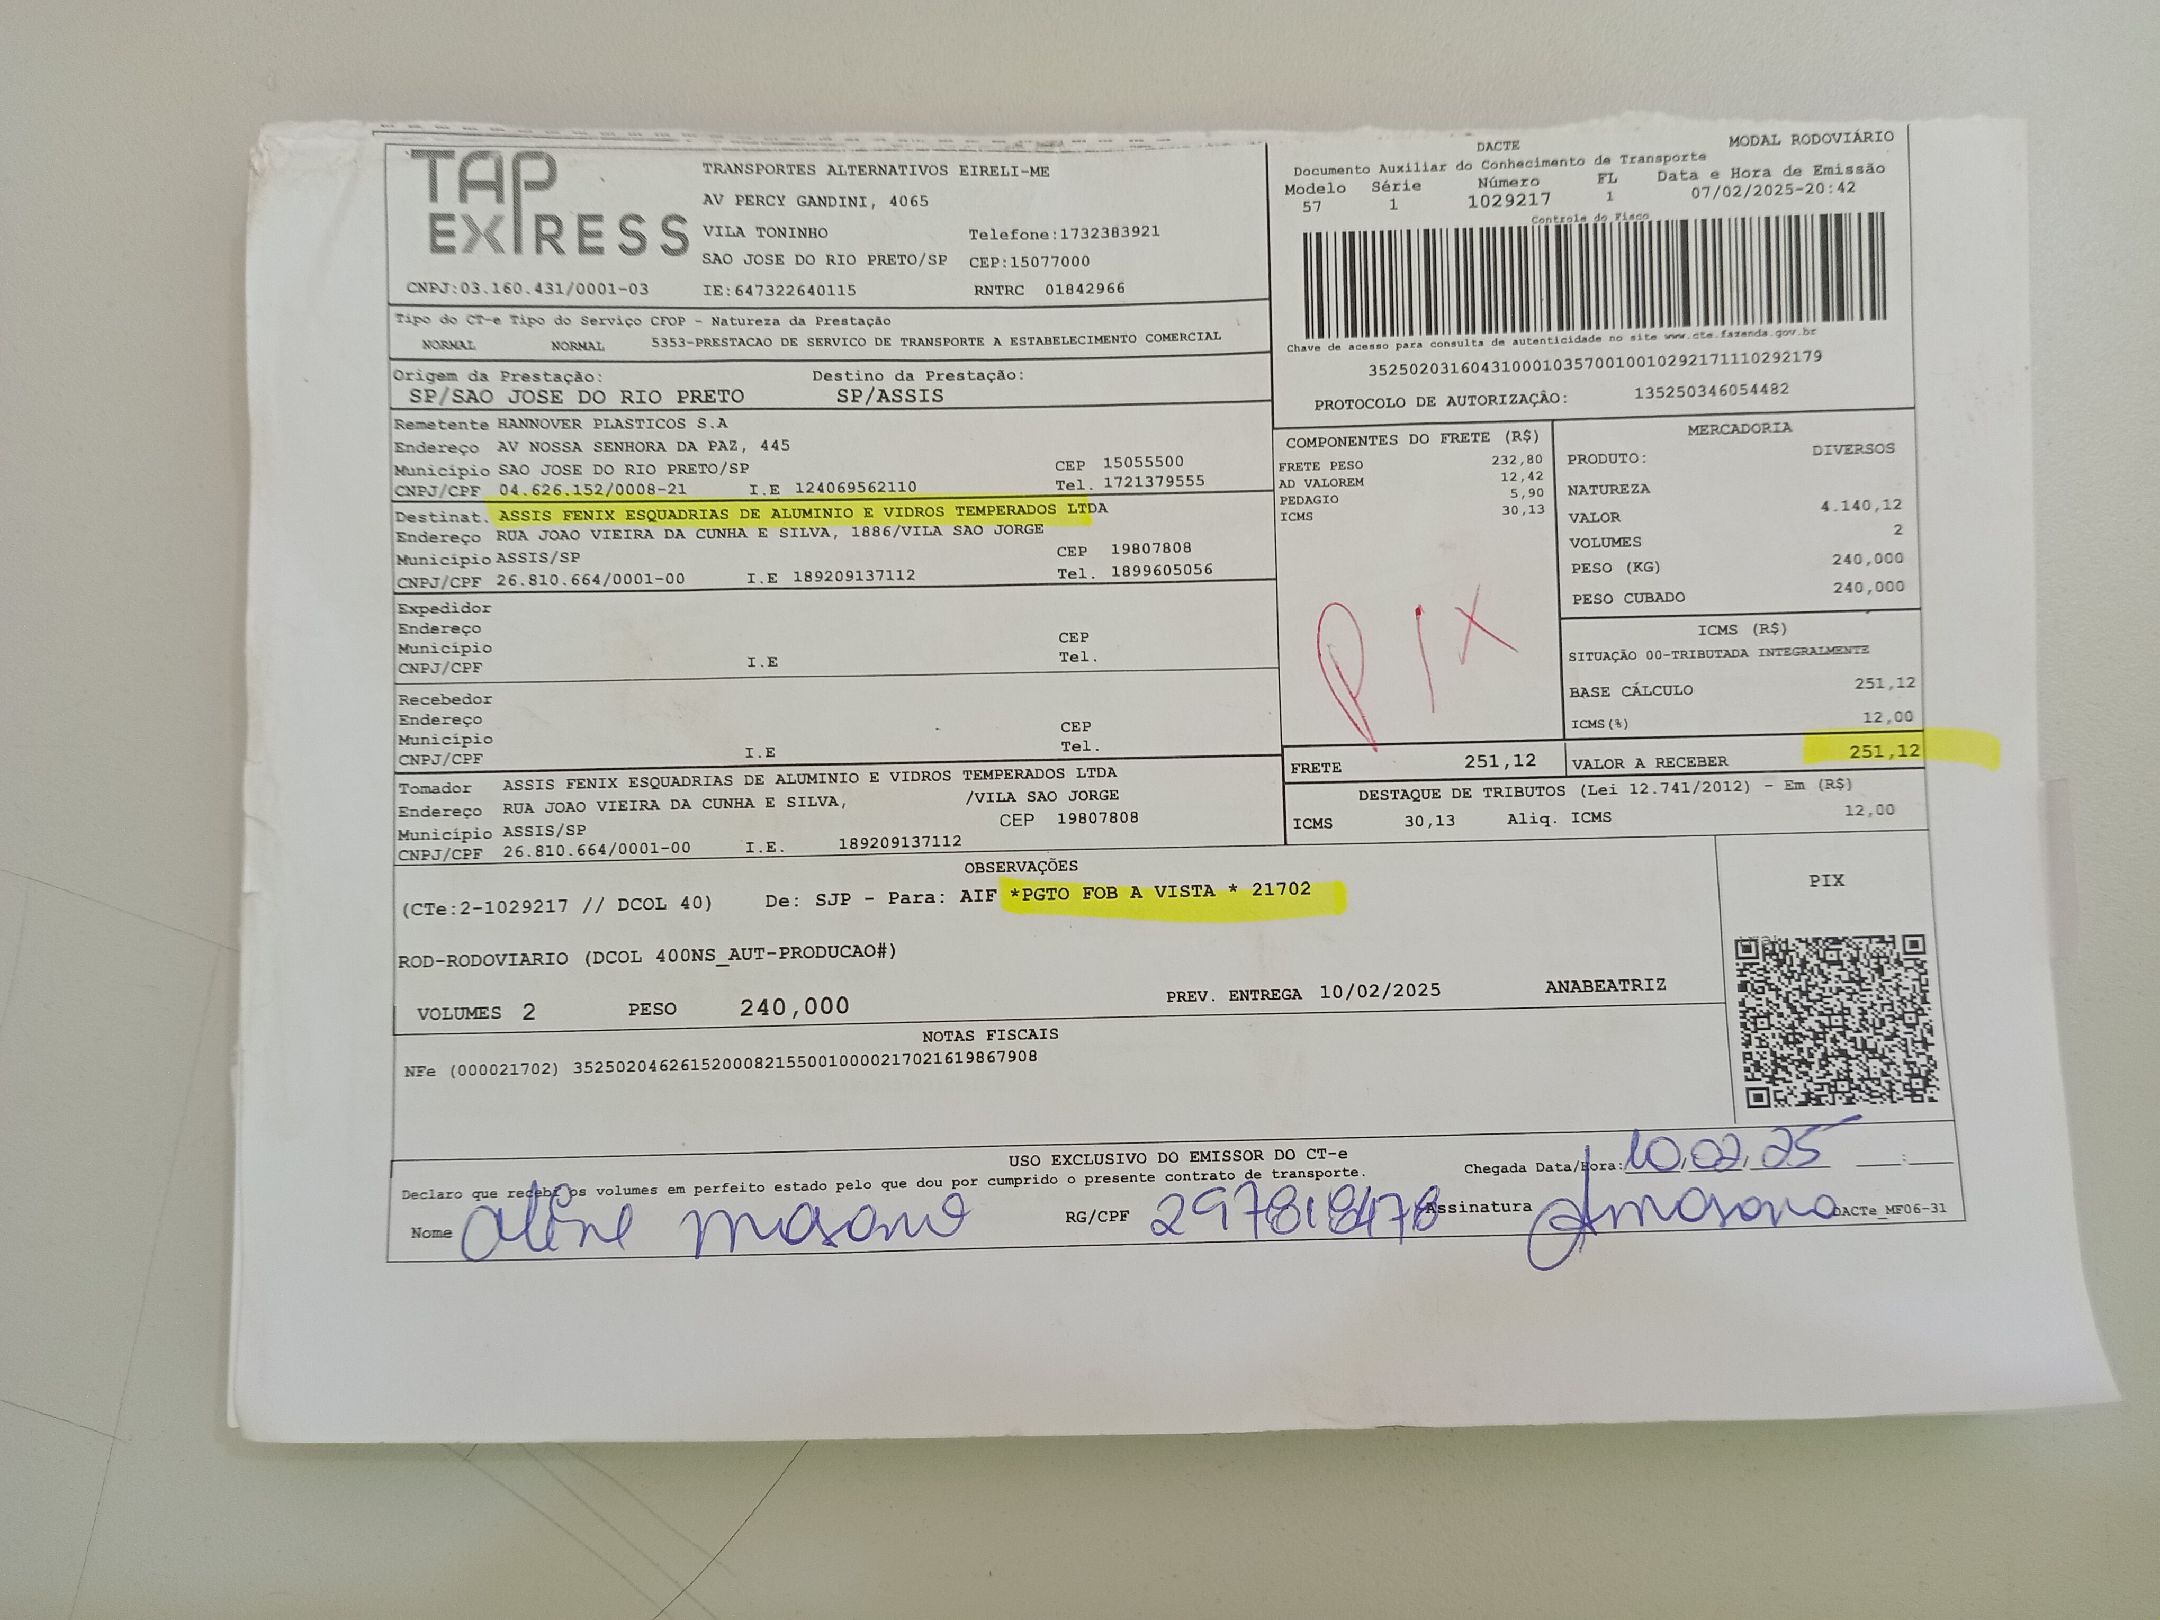 TAP EXPRESS
TRANSPORTES ALTERNATIVOS EIRELI-ME
AV PERCY GANDINI, 4065
VILA TONINHO Telefone:1732383921
SAO JOSE DO RIO PRETO/SP CEP:15077000
CNPJ:03.160.431/0001-03 IE:647322640115 RNTRC 01842966
DACTE MODAL RODOVIÁRIO
Documento Auxiliar do Conhecimento de Transporte
Modelo Série Número FL Data e Hora de Emissão
57 1 1029217 1 07/02/2025-20:42
Controle do Fisco
Chave de acesso para consulta de autenticidade no site www.cte.fazenda.gov.br
35250203160431000103570010010292171110292179
PROTOCOLO DE AUTORIZAÇÃO: 135250346054482
Tipo do CT-e Tipo do Serviço CFOP - Natureza da Prestação
NORMAL NORMAL 5353-PRESTACAO DE SERVICO DE TRANSPORTE A ESTABELECIMENTO COMERCIAL
Origem da Prestação: Destino da Prestação:
SP/SAO JOSE DO RIO PRETO SP/ASSIS
Remetente HANNOVER PLASTICOS S.A
Endereço AV NOSSA SENHORA DA PAZ, 445
Município SAO JOSE DO RIO PRETO/SP CEP 15055500
CNPJ/CPF 04.626.152/0008-21 I.E 124069562110 Tel. 1721379555
Destinat. ASSIS FENIX ESQUADRIAS DE ALUMINIO E VIDROS TEMPERADOS LTDA
Endereço RUA JOAO VIEIRA DA CUNHA E SILVA, 1886/VILA SAO JORGE
Município ASSIS/SP CEP 19807808
CNPJ/CPF 26.810.664/0001-00 I.E 189209137112 Tel. 1899605056
Expedidor
Endereço
Município CEP
CNPJ/CPF I.E Tel.
Recebedor
Endereço
Município CEP
CNPJ/CPF I.E Tel.
Tomador ASSIS FENIX ESQUADRIAS DE ALUMINIO E VIDROS TEMPERADOS LTDA
Endereço RUA JOAO VIEIRA DA CUNHA E SILVA, /VILA SAO JORGE
Município ASSIS/SP CEP 19807808
CNPJ/CPF 26.810.664/0001-00 I.E. 189209137112
COMPONENTES DO FRETE (R$)
FRETE PESO 232,80
AD VALOREM 12,42
PEDAGIO 5,90
ICMS 30,13
PIX
FRETE 251,12
MERCADORIA
PRODUTO: DIVERSOS
NATUREZA
VALOR 4.140,12
VOLUMES 2
PESO (KG) 240,000
PESO CUBADO 240,000
ICMS (R$)
SITUAÇÃO 00-TRIBUTADA INTEGRALMENTE
BASE CÁLCULO 251,12
ICMS(%) 12,00
VALOR A RECEBER 251,12
DESTAQUE DE TRIBUTOS (Lei 12.741/2012) - Em (R$)
ICMS 30,13 Aliq. ICMS 12,00
OBSERVAÇÕES
(CTe:2-1029217 // DCOL 40) De: SJP - Para: AIF *PGTO FOB A VISTA * 21702
ROD-RODOVIARIO (DCOL 400NS_AUT-PRODUCAO#)
VOLUMES 2 PESO 240,000 PREV. ENTREGA 10/02/2025 ANABEATRIZ
PIX
NOTAS FISCAIS
NFe (000021702) 35250204626152000821550010000217021619867908
USO EXCLUSIVO DO EMISSOR DO CT-e
Declaro que recebi os volumes em perfeito estado pelo que dou por cumprido o presente contrato de transporte.
Chegada Data/Hora: 10.02.25 :
Nome Aline RG/CPF 297818478 Assinatura DACTe_MF06-31